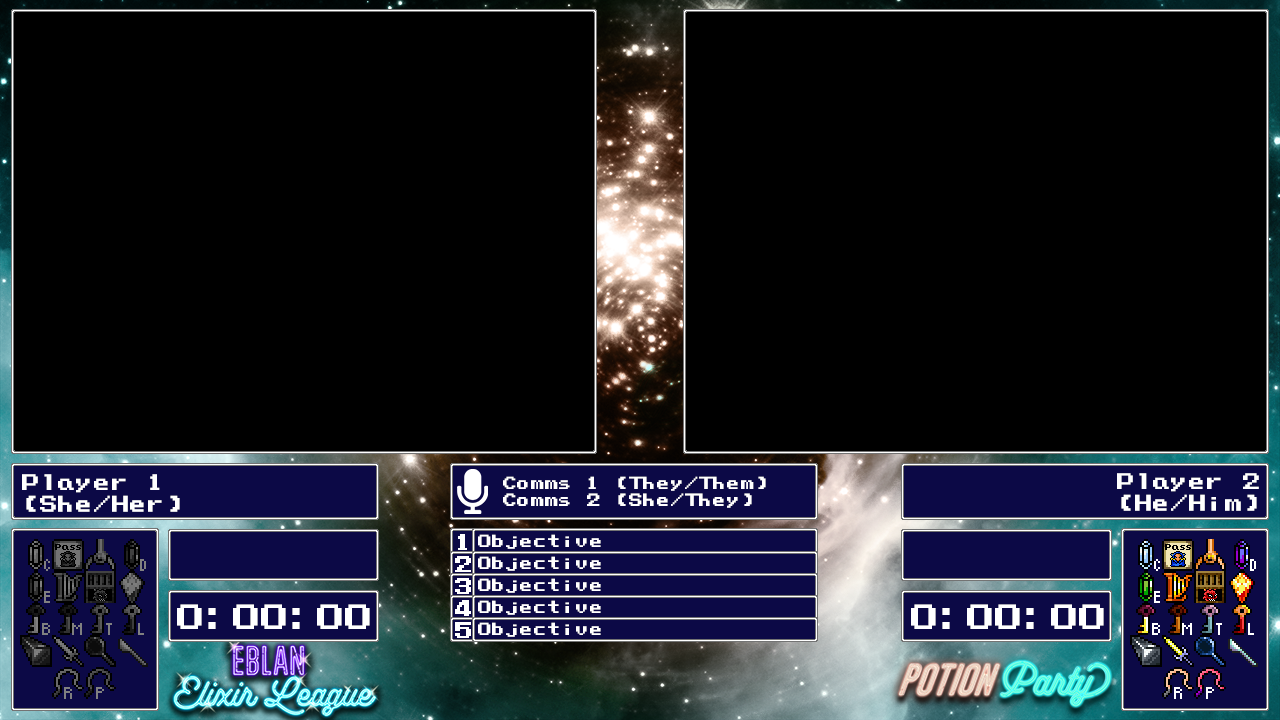 Player 1
(She/Her)
Comms 1 (They/Them)
Comms 2 (She/They)
Player 2
(He/Him)
Pass
C
D
E
B
M
T
L
R
P
0:00:00
1 Objective
2 Objective
3 Objective
4 Objective
5 Objective
0:00:00
Pass
C
D
E
B
M
T
L
R
P
EBLAN
Elixir League
POTION Party